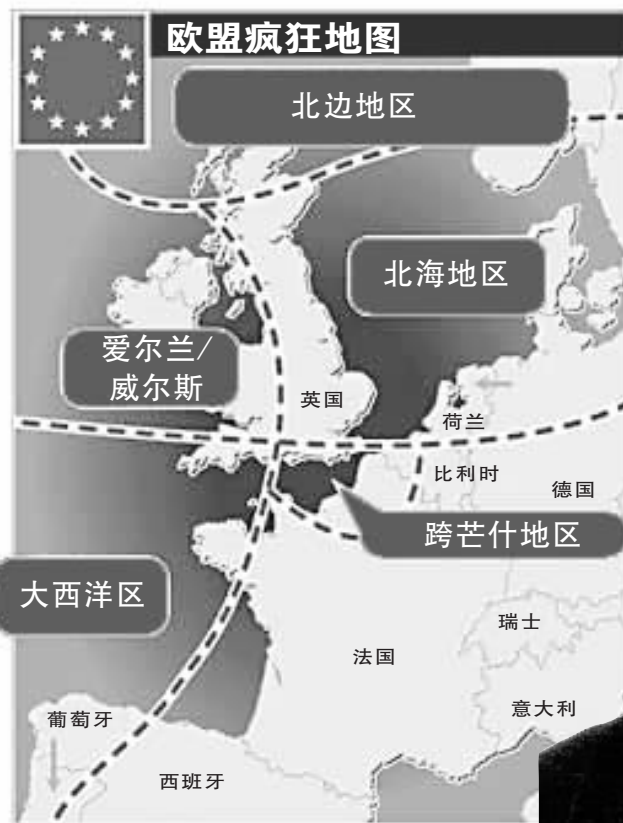 欧盟疯狂地图
北边地区
北海地区
爱尔兰/
威尔斯
英国
荷兰
比利时
德国
跨芒什地区
大西洋区
瑞士
法国
意大利
葡萄牙
西班牙